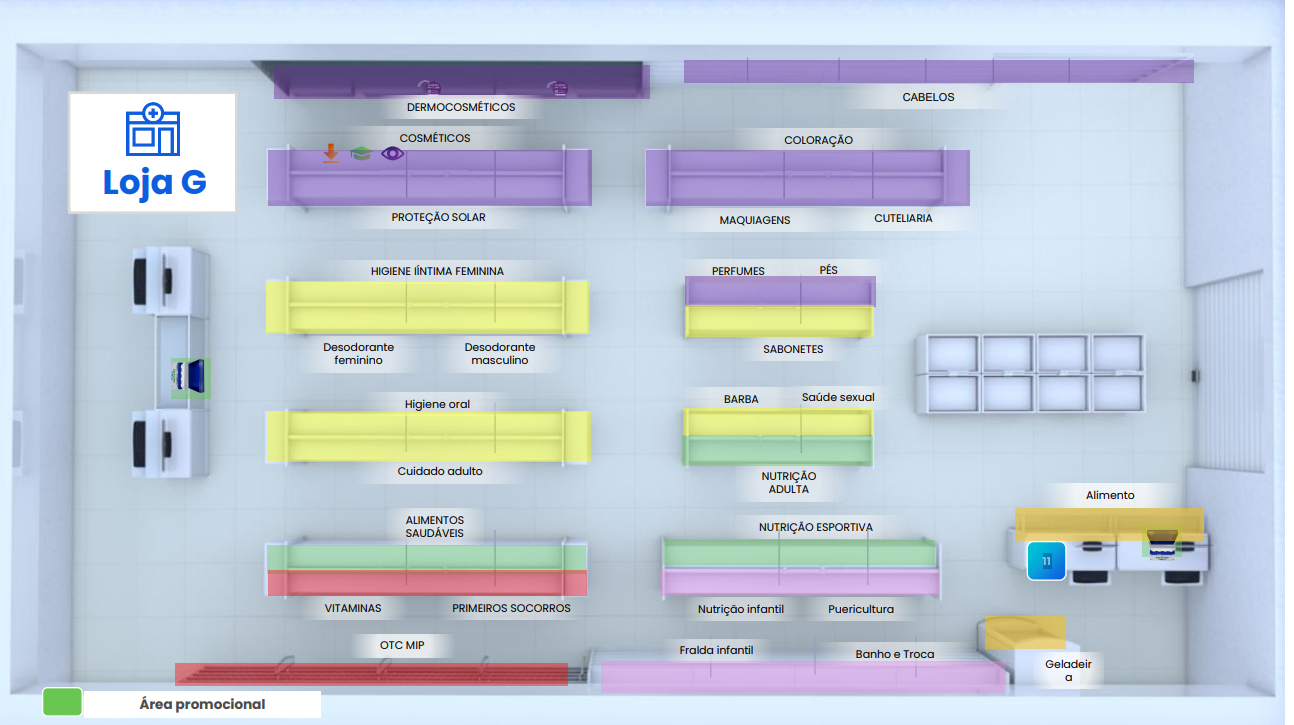 DERMOCOSMÉTICOS
CABELOS
COSMÉTICOS
COLORAÇÃO
Loja G
PROTEÇÃO SOLAR
MAQUIAGENS
CUTELIARIA
HIGIENE IÍNTIMA FEMININA
PERFUMES
PÉS
Desodorante
feminino
Desodorante
masculino
SABONETES
Higiene oral
BARBA
Saúde sexual
Cuidado adulto
NUTRIÇÃO
ADULTA
Alimento
ALIMENTOS
SAUDÁVEIS
NUTRIÇÃO ESPORTIVA
11
VITAMINAS
PRIMEIROS SOCORROS
Nutrição infantil
Puericultura
OTC MIP
Fralda infantil
Banho e Troca
Geladeir
a
Área promocional